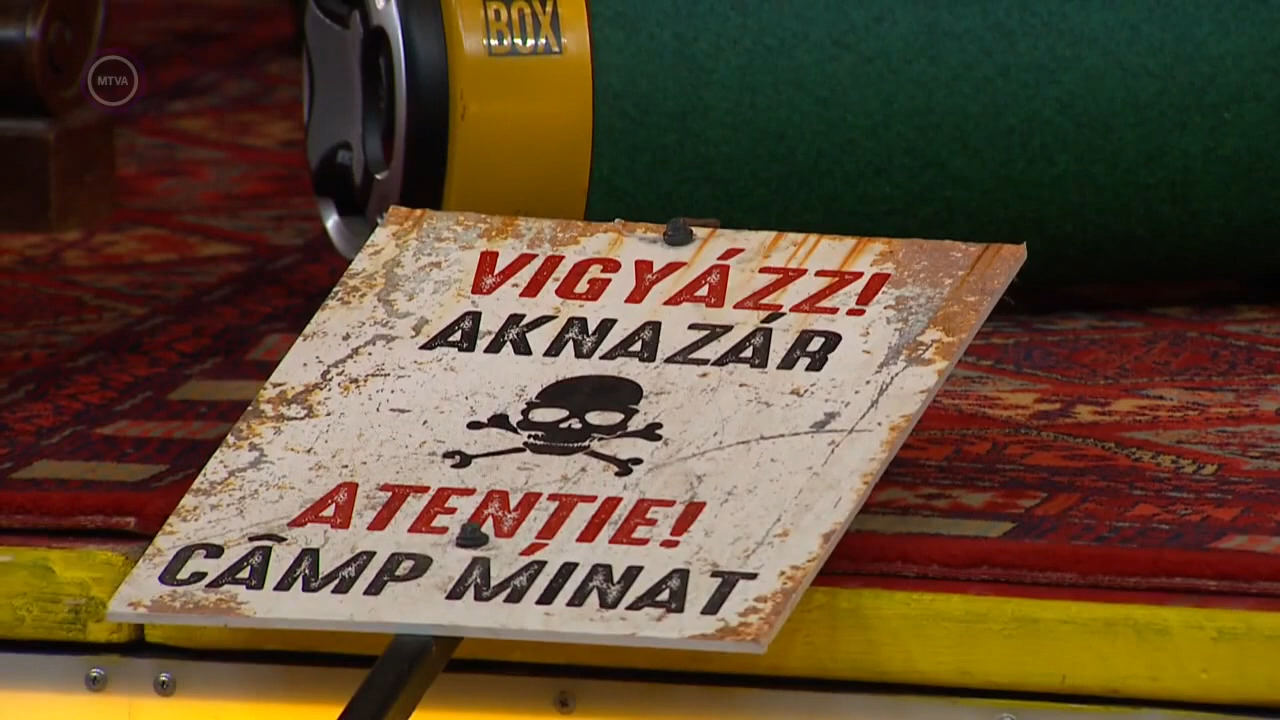 MTVA
BOX
VIGYÁZZ!
AKNAZÁR
ATENȚIE!
CÂMP MINAT